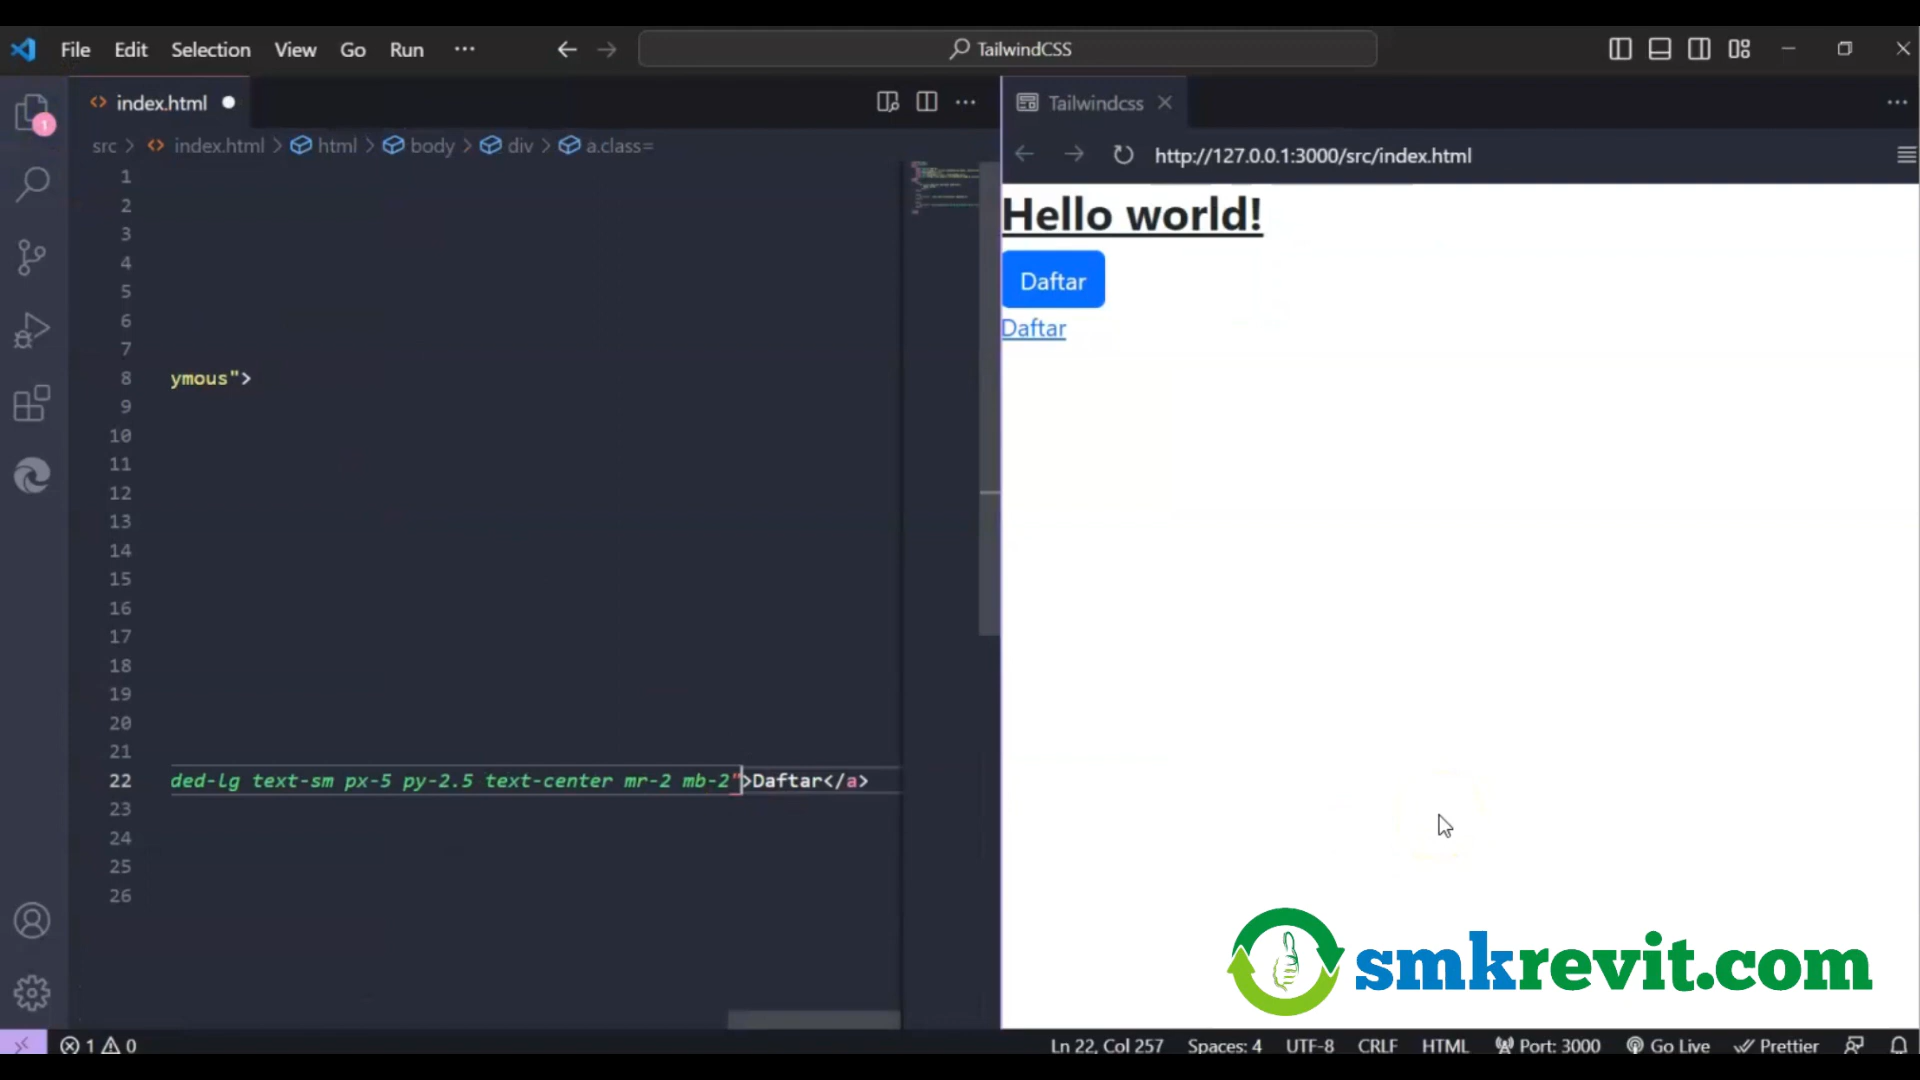 File Edit Selection View Go Run ···
TailwindCSS
index.html
Tailwindcss
src > index.html > html > body > div > a.class=
http://127.0.0.1:3000/src/index.html
1
1
2
3
4
5
6
7
8 ymous">
9
10
11
12
13
14
15
16
17
18
19
20
21
22 ded-lg text-sm px-5 py-2.5 text-center mr-2 mb-2">Daftar</a>
23
24
25
26
Hello world!
Daftar
Daftar
smkrevit.com
1 0
Ln 22, Col 257 Spaces: 4 UTF-8 CRLF HTML Port: 3000 Go Live Prettier